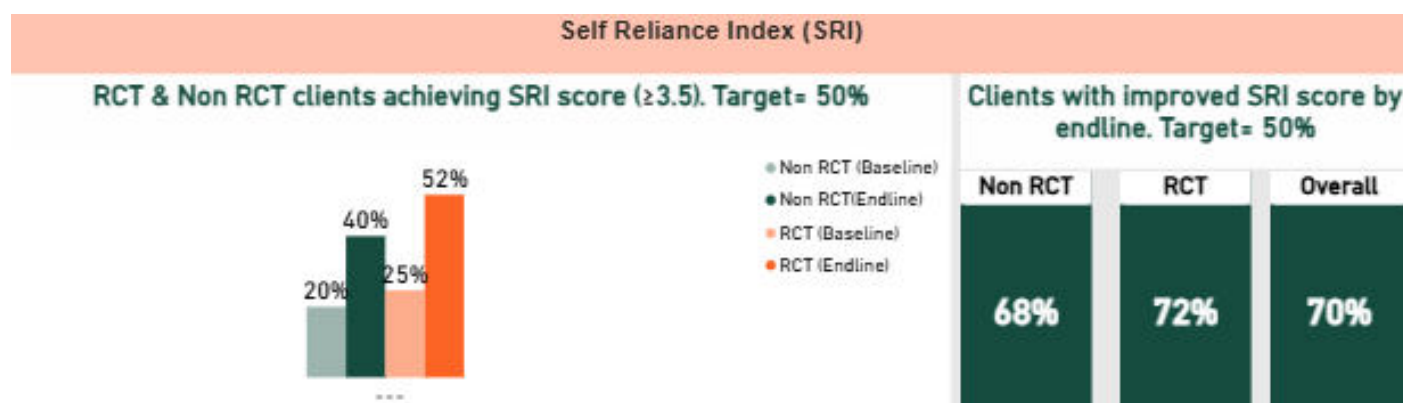 Self Reliance Index (SRI)
RCT & Non RCT clients achieving SRI score (≥3.5). Target= 50%
52%
40%
25%
20%
---
Non RCT (Baseline)
Non RCT(Endline)
RCT (Baseline)
RCT (Endline)
Clients with improved SRI score by
endline. Target= 50%
Non RCT
RCT
Overall
68%
72%
70%